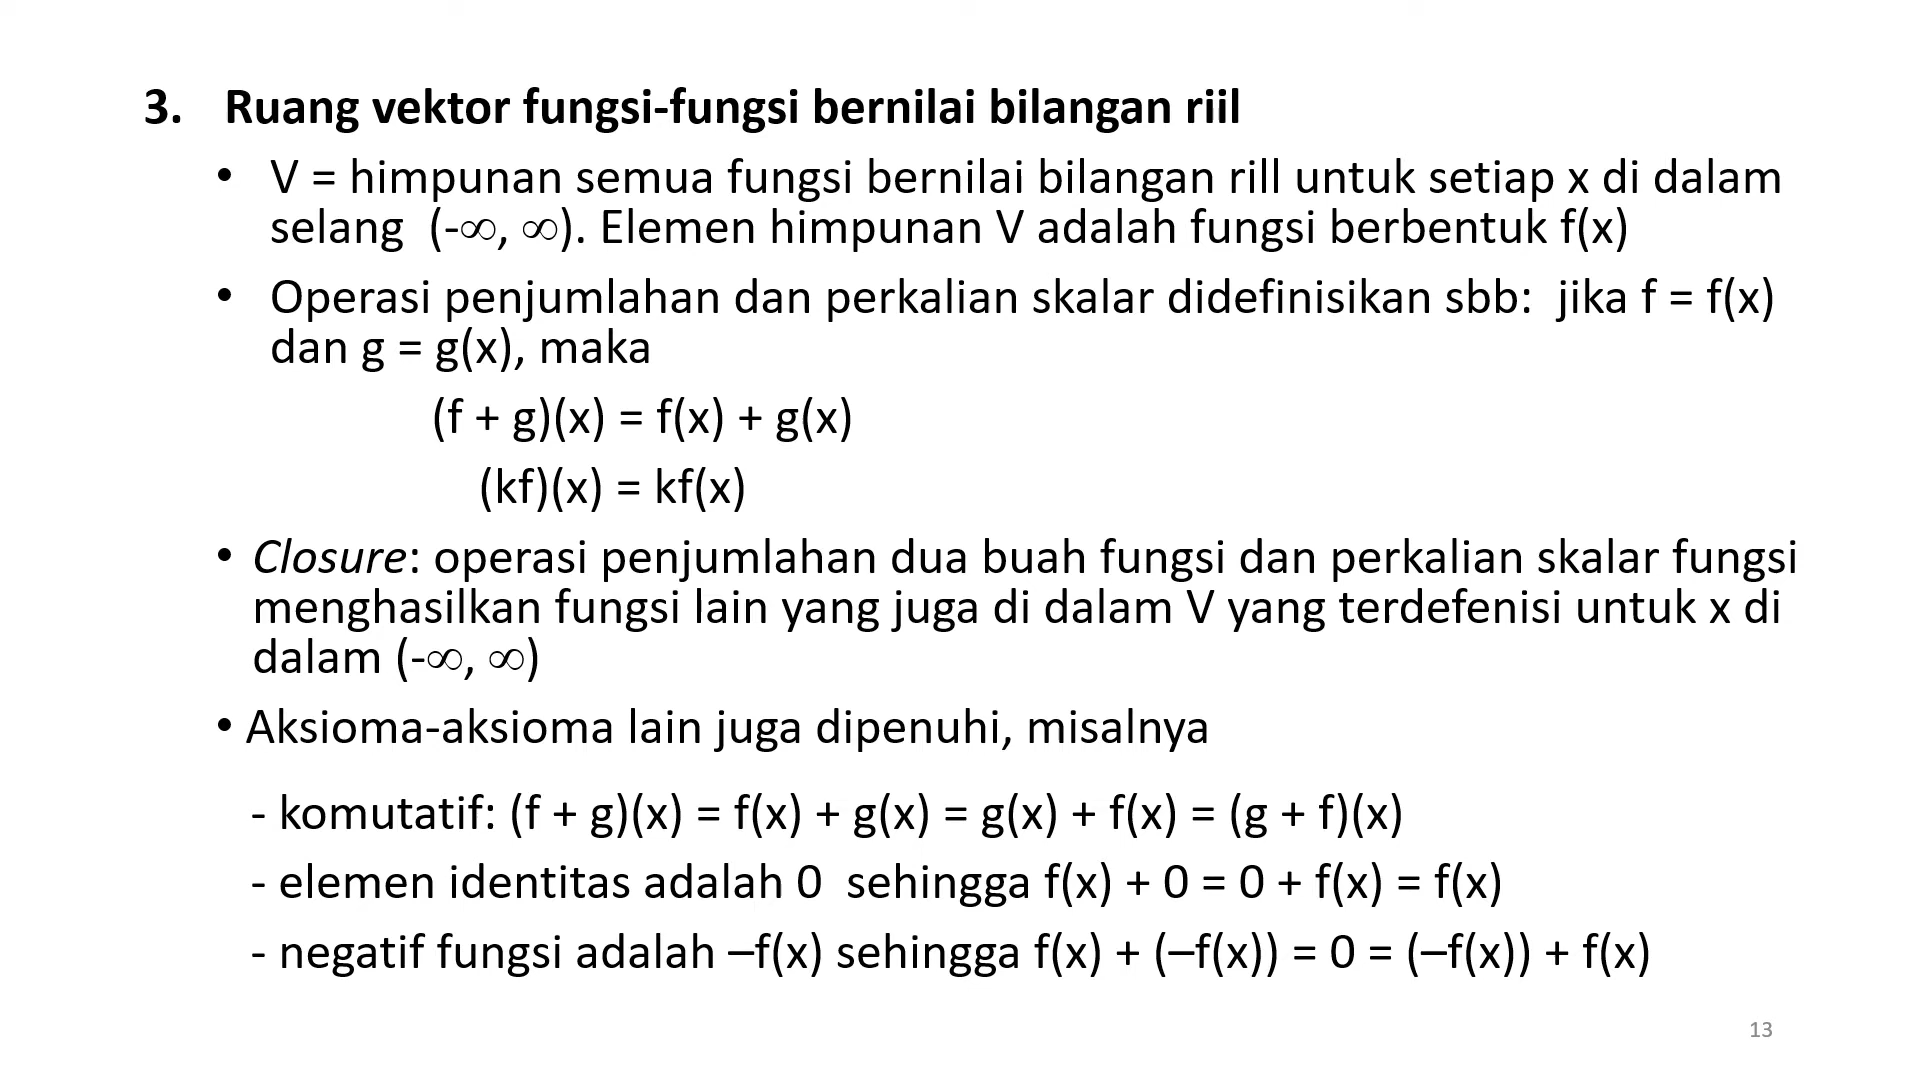 3. Ruang vektor fungsi-fungsi bernilai bilangan riil
• V = himpunan semua fungsi bernilai bilangan rill untuk setiap x di dalam
selang (-∞, ∞). Elemen himpunan V adalah fungsi berbentuk f(x)
• Operasi penjumlahan dan perkalian skalar didefinisikan sbb: jika f = f(x)
dan g = g(x), maka
(f + g)(x) = f(x) + g(x)
(kf)(x) = kf(x)
• Closure: operasi penjumlahan dua buah fungsi dan perkalian skalar fungsi
menghasilkan fungsi lain yang juga di dalam V yang terdefenisi untuk x di
dalam (-∞, ∞)
• Aksioma-aksioma lain juga dipenuhi, misalnya
- komutatif: (f + g)(x) = f(x) + g(x) = g(x) + f(x) = (g + f)(x)
- elemen identitas adalah 0 sehingga f(x) + 0 = 0 + f(x) = f(x)
- negatif fungsi adalah –f(x) sehingga f(x) + (–f(x)) = 0 = (–f(x)) + f(x)
13